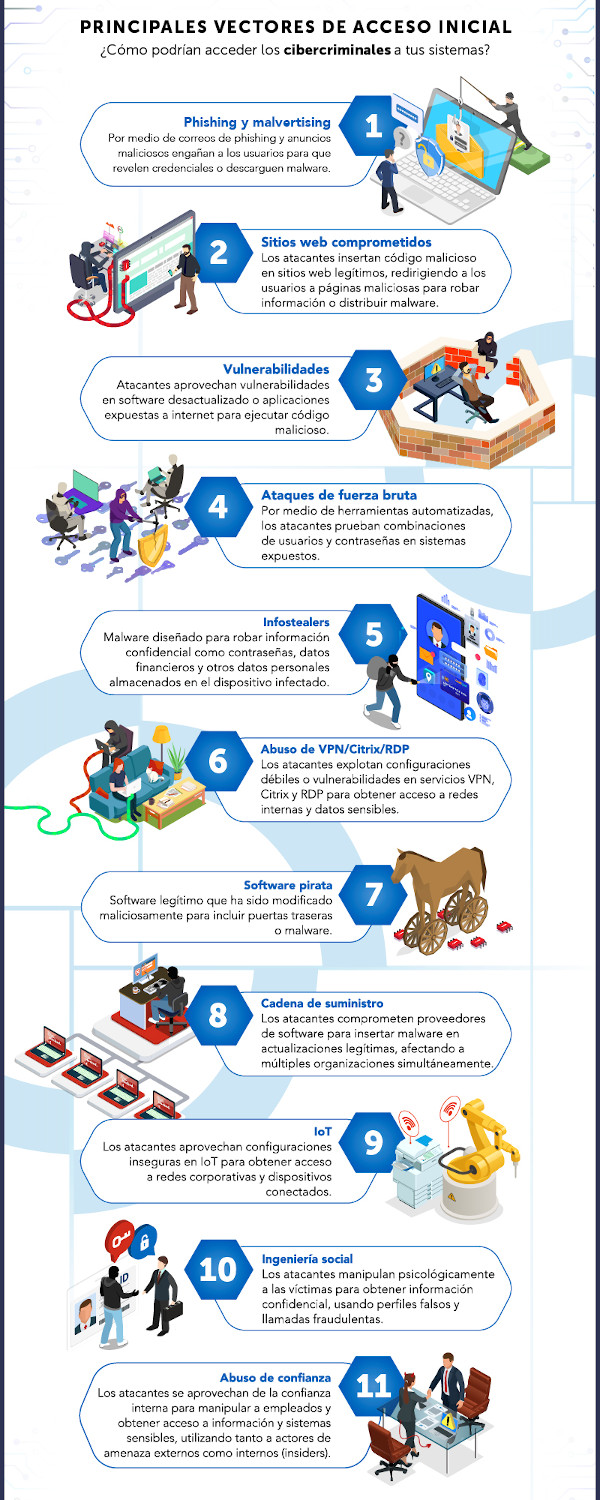 PRINCIPALES VECTORES DE ACCESO INICIAL
¿Cómo podrían acceder los cibercriminales a tus sistemas?
1
Phishing y malvertising
Por medio de correos de phishing y anuncios
maliciosos engañan a los usuarios para que
revelen credenciales o descarguen malware.
2
Sitios web comprometidos
Los atacantes insertan código malicioso
en sitios web legítimos, redirigiendo a los
usuarios a páginas maliciosas para robar
información o distribuir malware.
3
Vulnerabilidades
Atacantes aprovechan vulnerabilidades
en software desactualizado o aplicaciones
expuestas a internet para ejecutar código
malicioso.
4
Ataques de fuerza bruta
Por medio de herramientas automatizadas,
los atacantes prueban combinaciones
de usuarios y contraseñas en sistemas
expuestos.
5
Infostealers
Malware diseñado para robar información
confidencial como contraseñas, datos
financieros y otros datos personales
almacenados en el dispositivo infectado.
6
Abuso de VPN/Citrix/RDP
Los atacantes explotan configuraciones
débiles o vulnerabilidades en servicios VPN,
Citrix y RDP para obtener acceso a redes
internas y datos sensibles.
7
Software pirata
Software legítimo que ha sido modificado
maliciosamente para incluir puertas traseras
o malware.
8
Cadena de suministro
Los atacantes comprometen proveedores
de software para insertar malware en
actualizaciones legítimas, afectando a
múltiples organizaciones simultáneamente.
9
IoT
Los atacantes aprovechan configuraciones
inseguras en IoT para obtener acceso
a redes corporativas y dispositivos
conectados.
10
Ingeniería social
Los atacantes manipulan psicológicamente
a las víctimas para obtener información
confidencial, usando perfiles falsos y
llamadas fraudulentas.
ID
11
Abuso de confianza
Los atacantes se aprovechan de la confianza
interna para manipular a empleados y
obtener acceso a información y sistemas
sensibles, utilizando tanto a actores de
amenaza externos como internos (insiders).